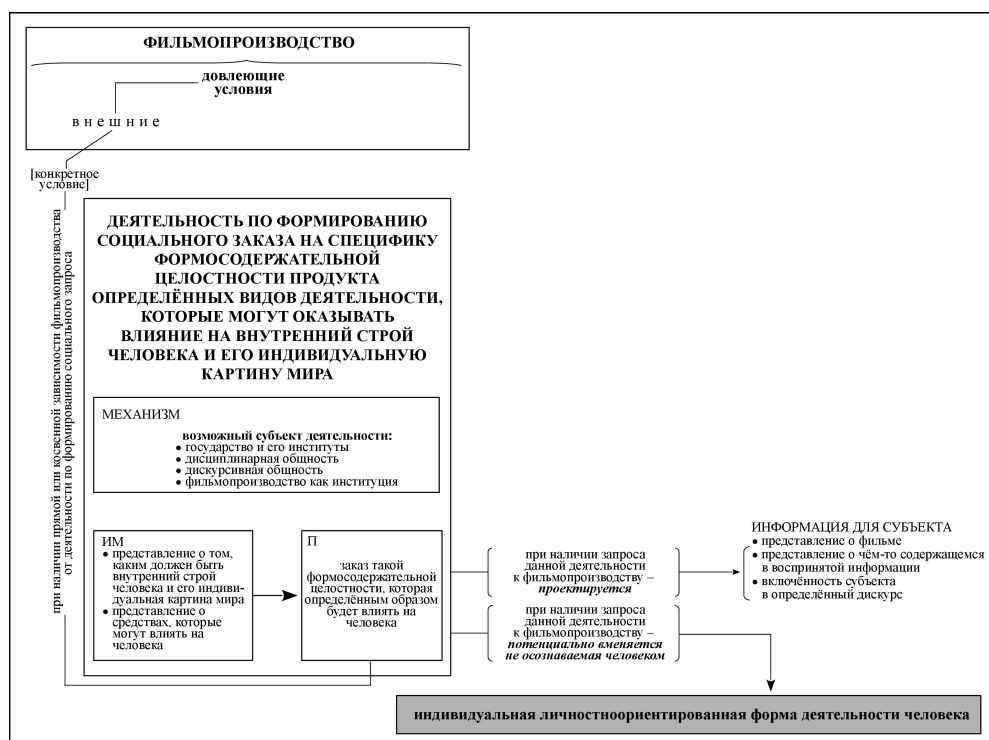 ФИЛЬМОПРОИЗВОДСТВО
довлеющие
условия
внешние
[конкретное
условие]
при наличии прямой или косвенной зависимости фильмопроизводства
от деятельности по формированию социального запроса
ДЕЯТЕЛЬНОСТЬ ПО ФОРМИРОВАНИЮ
СОЦИАЛЬНОГО ЗАКАЗА НА СПЕЦИФИКУ
ФОРМОСОДЕРЖАТЕЛЬНОЙ
ЦЕЛОСТНОСТИ ПРОДУКТА
ОПРЕДЕЛЁННЫХ ВИДОВ ДЕЯТЕЛЬНОСТИ,
КОТОРЫЕ МОГУТ ОКАЗЫВАТЬ
ВЛИЯНИЕ НА ВНУТРЕННИЙ СТРОЙ
ЧЕЛОВЕКА И ЕГО ИНДИВИДУАЛЬНУЮ
КАРТИНУ МИРА
МЕХАНИЗМ
возможный субъект деятельности:
● государство и его институты
● дисциплинарная общность
● дискурсивная общность
● фильмопроизводство как институция
ИМ
● представление о том,
каким должен быть
внутренний строй
человека и его индиви-
дуальная картина мира
● представление о
средствах, которые
могут влиять на
человека
П
заказ такой
формосодержательной
целостности, которая
определённым образом
будет влиять на
человека
при наличии запроса
данной деятельности
к фильмопроизводству –
проектируется
при наличии запроса
данной деятельности
к фильмопроизводству –
потенциально вменяется
не осознаваемая человеком
ИНФОРМАЦИЯ ДЛЯ СУБЪЕКТА
● представление о фильме
● представление о чём-то содержащемся
в воспринятой информации
● включённость субъекта
в определённый дискурс
индивидуальная личностноориентированная форма деятельности человека